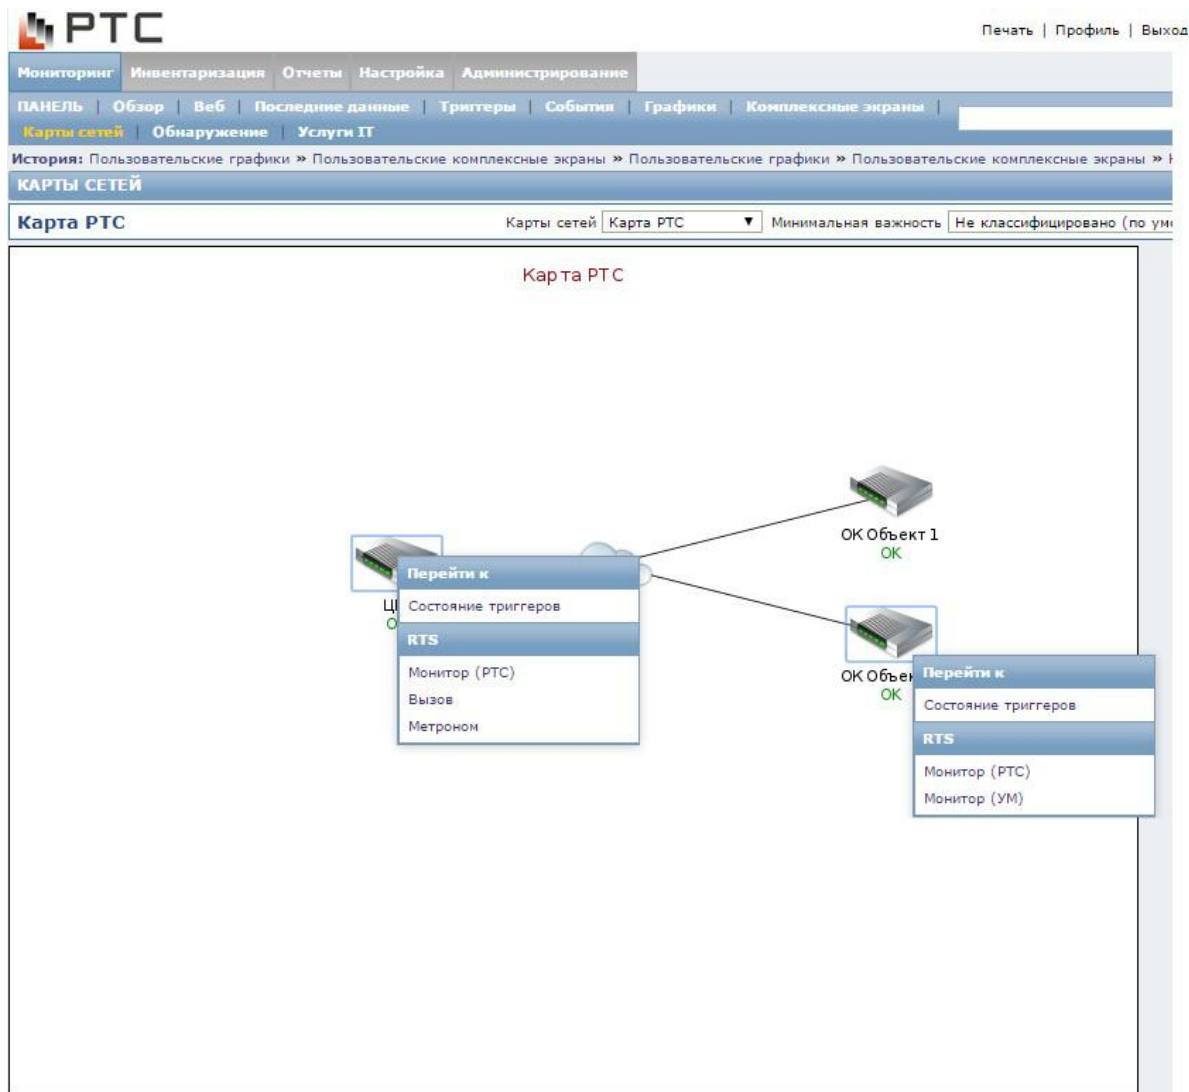 РТС
Печать | Профиль | Выход
Мониторинг Инвентаризация Отчеты Настройка Администрирование
ПАНЕЛЬ | Обзор | Веб | Последние данные | Триггеры | События | Графики | Комплексные экраны |
Карты сетей | Обнаружение | Услуги IT
История: Пользовательские графики » Пользовательские комплексные экраны » Пользовательские графики » Пользовательские комплексные экраны »
КАРТЫ СЕТЕЙ
Карта РТС Карты сетей Карта РТС ▼ Минимальная важность Не классифицировано (по
Карта РТС
ОК Объект 1
OK
Перейти к
Состояние триггеров
RTS
Монитор (РТС)
Вызов
Метроном
ОК
OK
Перейти к
Состояние триггеров
RTS
Монитор (РТС)
Монитор (УМ)